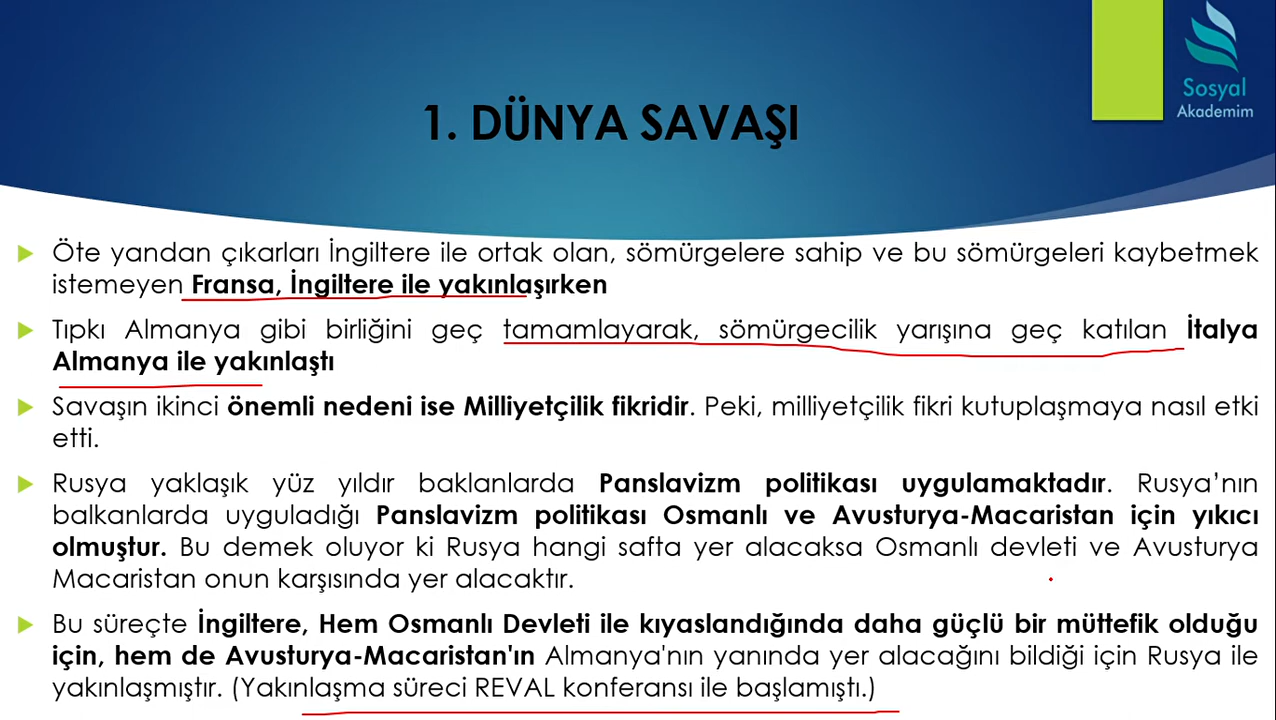 Sosyal
Akademim
1. DÜNYA SAVAŞI
Öte yandan çıkarları İngiltere ile ortak olan, sömürgelere sahip ve bu sömürgeleri kaybetmek
istemeyen Fransa, İngiltere ile yakınlaşırken
Tıpkı Almanya gibi birliğini geç tamamlayarak, sömürgecilik yarışına geç katılan İtalya
Almanya ile yakınlaştı
Savaşın ikinci önemli nedeni ise Milliyetçilik fikridir. Peki, milliyetçilik fikri kutuplaşmaya nasıl etki
etti.
Rusya yaklaşık yüz yıldır baklanlarda Panslavizm politikası uygulamaktadır. Rusya’nın
balkanlarda uyguladığı Panslavizm politikası Osmanlı ve Avusturya-Macaristan için yıkıcı
olmuştur. Bu demek oluyor ki Rusya hangi safta yer alacaksa Osmanlı devleti ve Avusturya
Macaristan onun karşısında yer alacaktır.
Bu süreçte İngiltere, Hem Osmanlı Devleti ile kıyaslandığında daha güçlü bir müttefik olduğu
için, hem de Avusturya-Macaristan'ın Almanya'nın yanında yer alacağını bildiği için Rusya ile
yakınlaşmıştır. (Yakınlaşma süreci REVAL konferansı ile başlamıştı.)